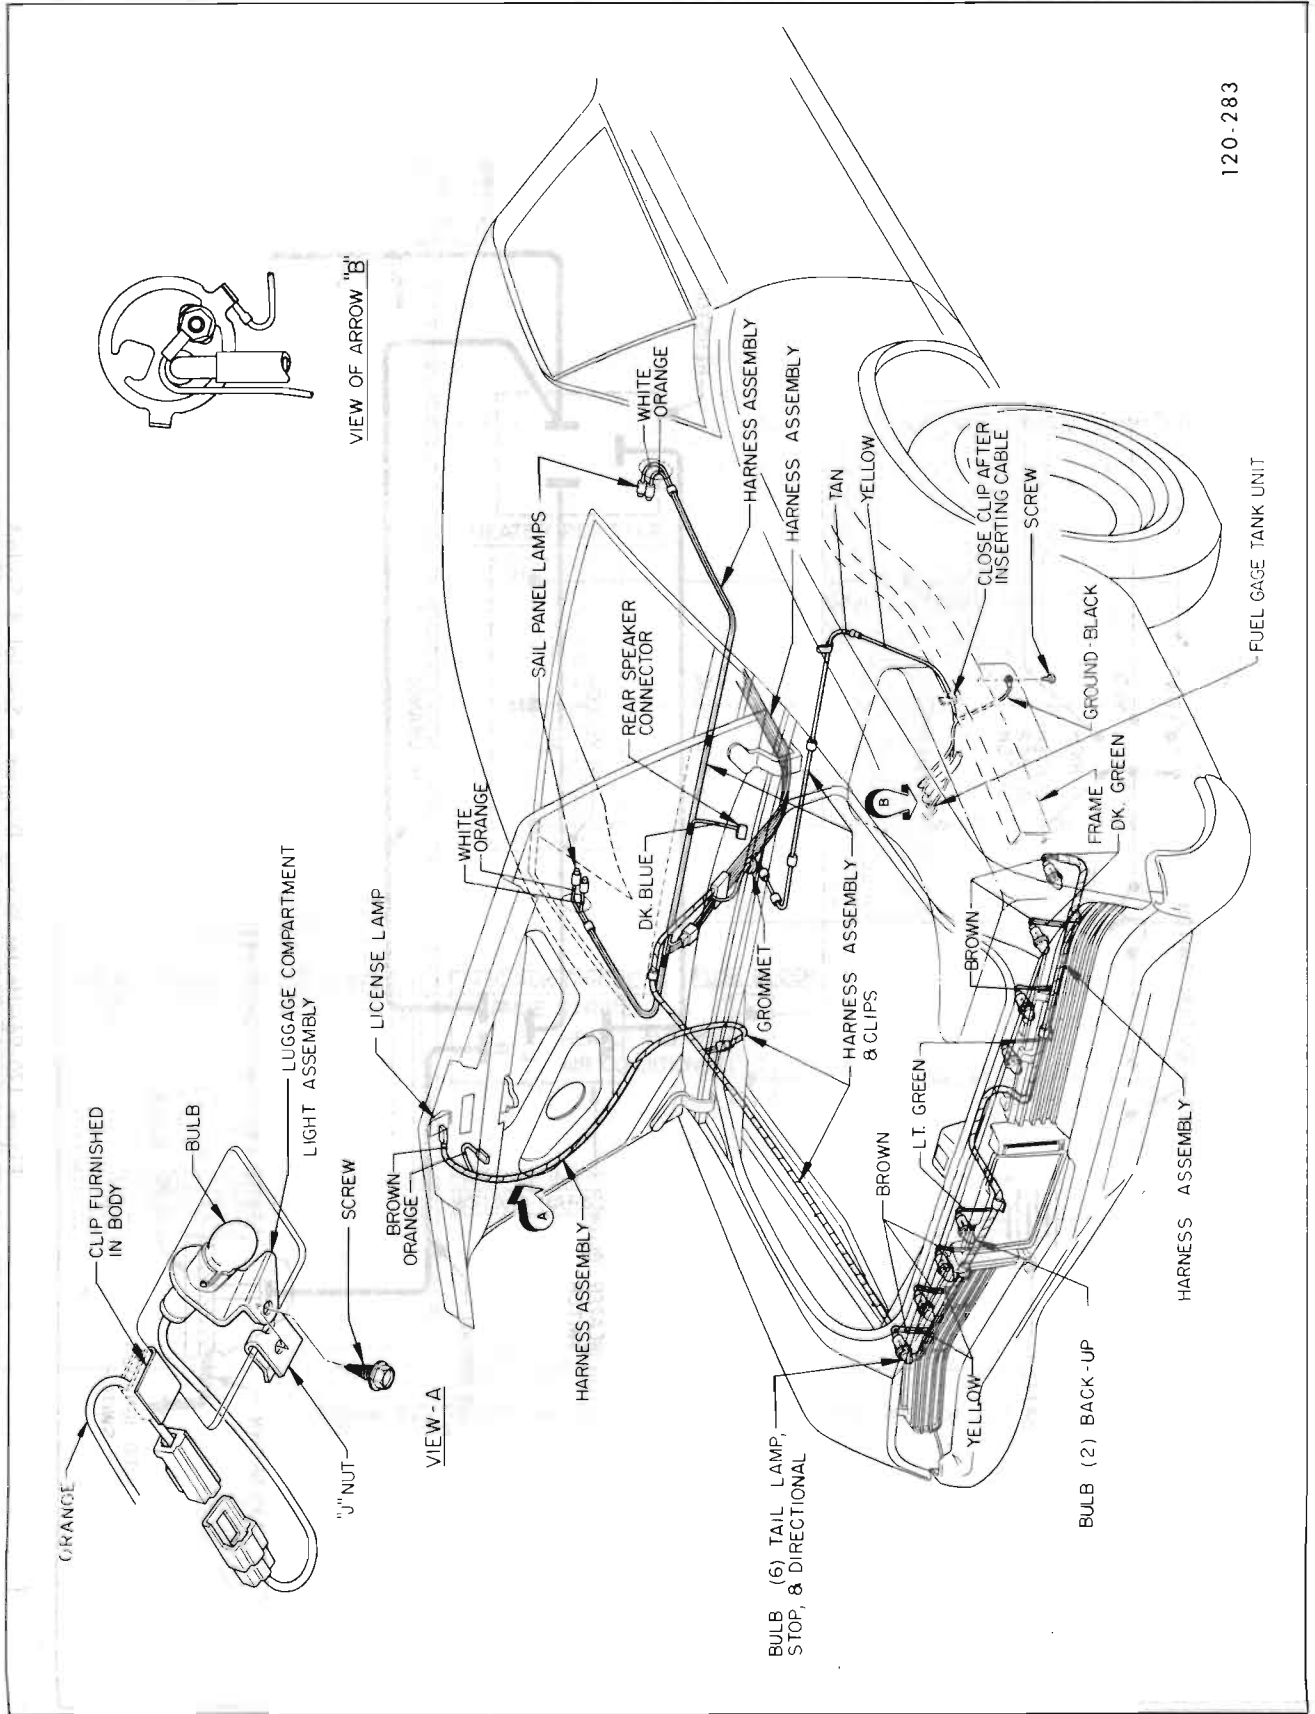 ORANGE
CLIP FURNISHED
IN BODY
BULB
LUGGAGE COMPARTMENT
LIGHT ASSEMBLY
SCREW
"J" NUT
VIEW-A
VIEW OF ARROW "B"
LICENSE LAMP
BROWN
ORANGE
A
HARNESS ASSEMBLY
WHITE
ORANGE
SAIL PANEL LAMPS
DK. BLUE
REAR SPEAKER
CONNECTOR
WHITE
ORANGE
HARNESS ASSEMBLY
HARNESS ASSEMBLY
TAN
YELLOW
CLOSE CLIP AFTER
INSERTING CABLE
SCREW
GROMMET
HARNESS ASSEMBLY
& CLIPS
B
GROUND-BLACK
FRAME
DK. GREEN
FUEL GAGE TANK UNIT
BROWN
LT. GREEN
BROWN
HARNESS ASSEMBLY
YELLOW
BULB (2) BACK-UP
BULB (6) TAIL LAMP,
STOP, & DIRECTIONAL
120-283